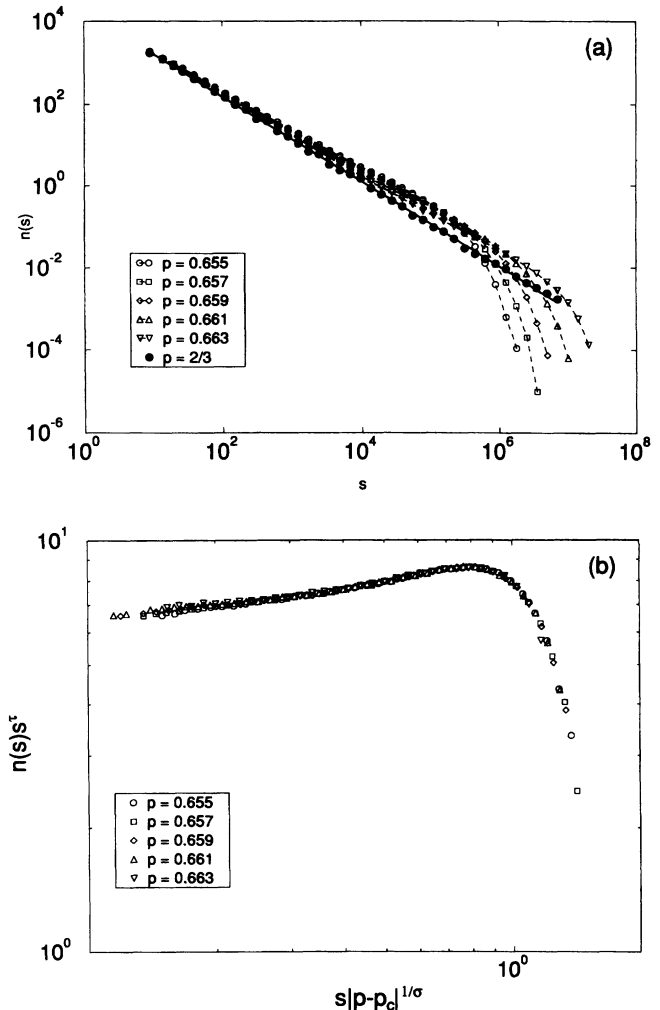 (a)
10^4
10^2
10^0
10^-2
10^-4
10^-6
n(s)
p = 0.655
p = 0.657
p = 0.659
p = 0.661
p = 0.663
p = 2/3
10^0
10^2
10^4
10^6
10^8
s
(b)
10^1
10^0
n(s)s^τ
p = 0.655
p = 0.657
p = 0.659
p = 0.661
p = 0.663
10^0
s|p-p_c|^1/σ